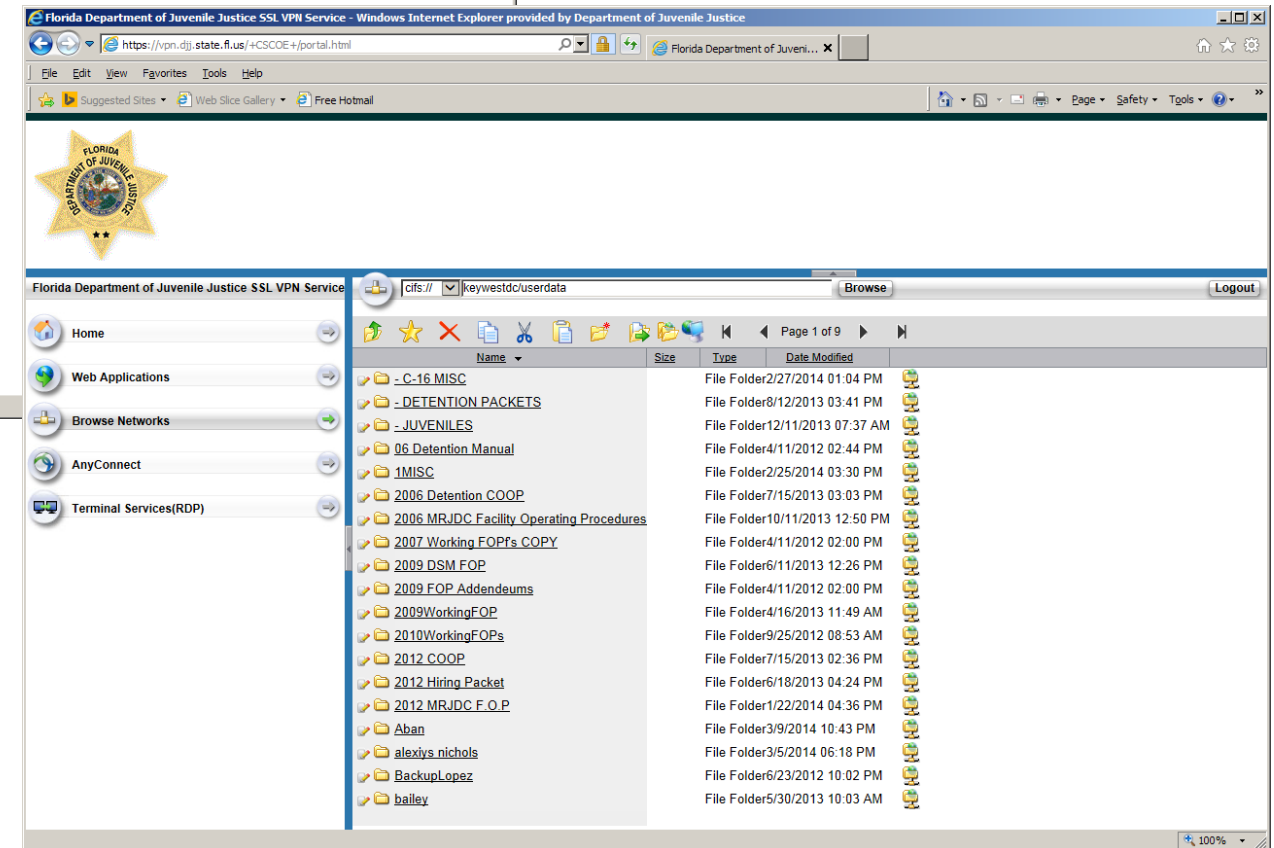 Florida Department of Juvenile Justice SSL VPN Service - Windows Internet Explorer provided by Department of Juvenile Justice
https://vpn.djj.state.fl.us/+CSCOE+/portal.html
Florida Department of Juveni...
File Edit View Favorites Tools Help
Suggested Sites Web Slice Gallery Free Hotmail
Page Safety Tools
FLORIDA
DEPARTMENT OF JUVENILE JUSTICE
Florida Department of Juvenile Justice SSL VPN Service cifs:// keywestdc/userdata Browse Logout
Home
Web Applications
Browse Networks
AnyConnect
Terminal Services(RDP)
Page 1 of 9
Name Size Type Date Modified
- C-16 MISC File Folder2/27/2014 01:04 PM
- DETENTION PACKETS File Folder8/12/2013 03:41 PM
- JUVENILES File Folder12/11/2013 07:37 AM
06 Detention Manual File Folder4/11/2012 02:44 PM
1MISC File Folder2/25/2014 03:30 PM
2006 Detention COOP File Folder7/15/2013 03:03 PM
2006 MRJDC Facility Operating Procedures File Folder10/11/2013 12:50 PM
2007 Working FOPf's COPY File Folder4/11/2012 02:00 PM
2009 DSM FOP File Folder6/11/2013 12:26 PM
2009 FOP Addendeums File Folder4/11/2012 02:00 PM
2009WorkingFOP File Folder4/16/2013 11:49 AM
2010WorkingFOPs File Folder9/25/2012 08:53 AM
2012 COOP File Folder7/15/2013 02:36 PM
2012 Hiring Packet File Folder6/18/2013 04:24 PM
2012 MRJDC F.O.P File Folder1/22/2014 04:36 PM
Aban File Folder3/9/2014 10:43 PM
alexiys nichols File Folder3/5/2014 06:18 PM
BackupLopez File Folder6/23/2012 10:02 PM
bailey File Folder5/30/2013 10:03 AM
100%